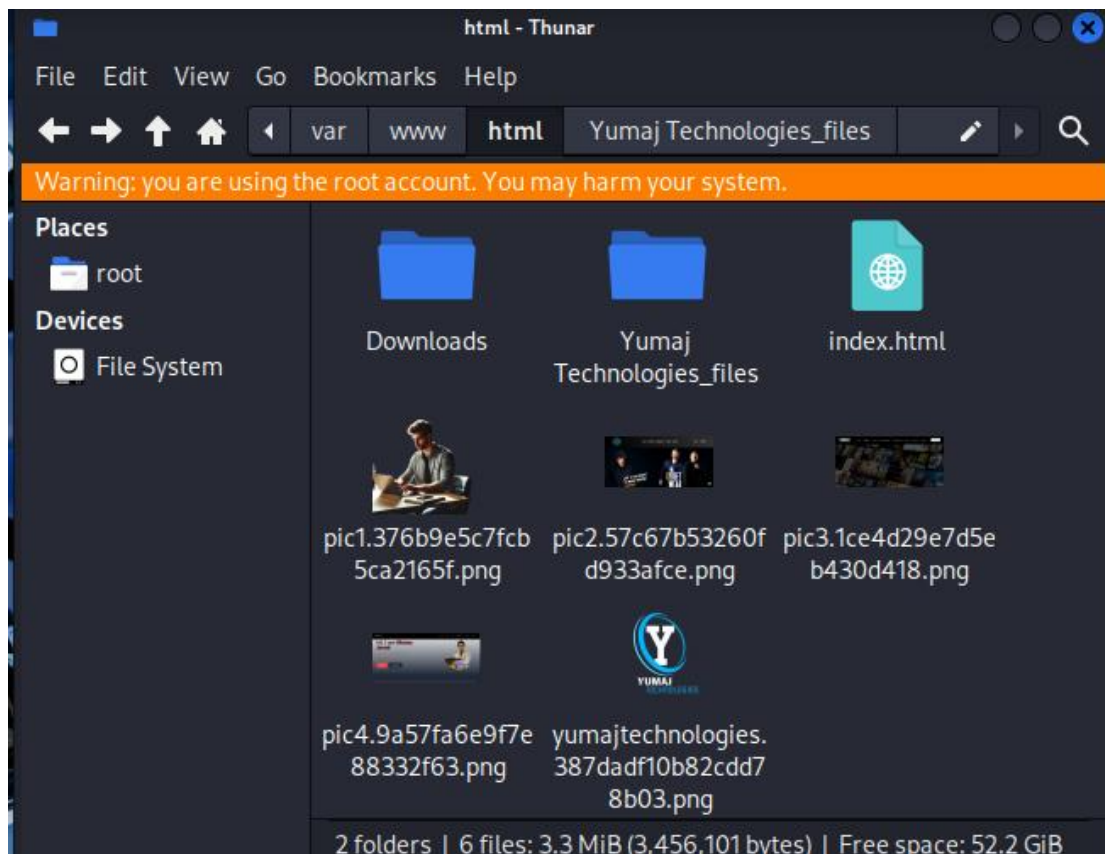 html - Thunar
File Edit View Go Bookmarks Help
var www html Yumaj Technologies_files
Warning: you are using the root account. You may harm your system.
Places
root
Devices
File System
Downloads
Yumaj
Technologies_files
index.html
pic1.376b9e5c7fcb
5ca2165f.png
pic2.57c67b53260f
d933afce.png
pic3.1ce4d29e7d5e
b430d418.png
Y
YUMAJ
TECHNOLOGIES
pic4.9a57fa6e9f7e
88332f63.png
yumajtechnologies.
387dadf10b82cdd7
8b03.png
2 folders | 6 files: 3.3 MiB (3,456,101 bytes) | Free space: 52.2 GiB